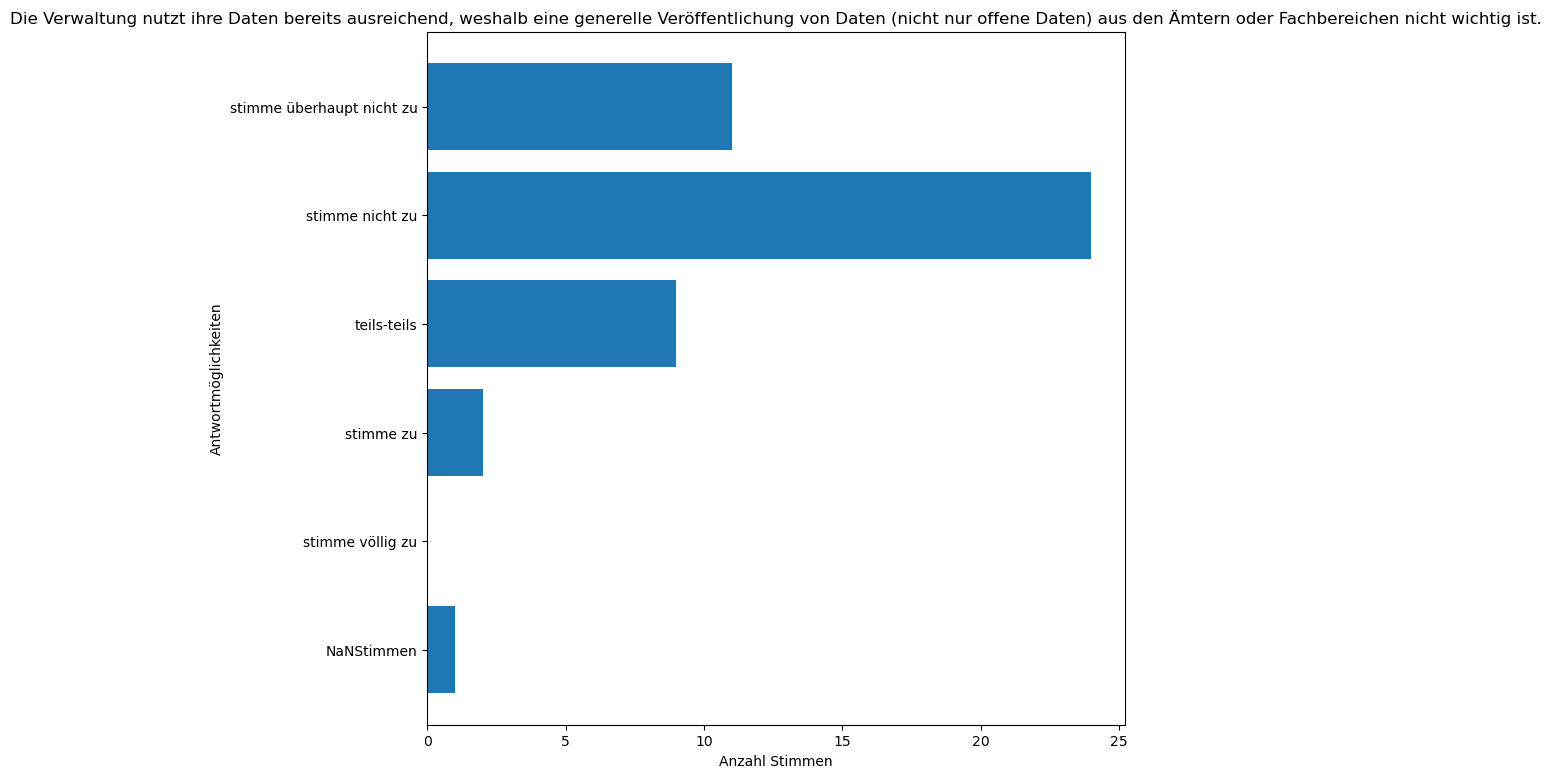 Die Verwaltung nutzt ihre Daten bereits ausreichend, weshalb eine generelle Veröffentlichung von Daten (nicht nur offene Daten) aus den Ämtern oder Fachbereichen nicht wichtig ist.
stimme überhaupt nicht zu
stimme nicht zu
teils-teils
stimme zu
stimme völlig zu
NaNStimmen
Antwortmöglichkeiten
0 5 10 15 20 25
Anzahl Stimmen